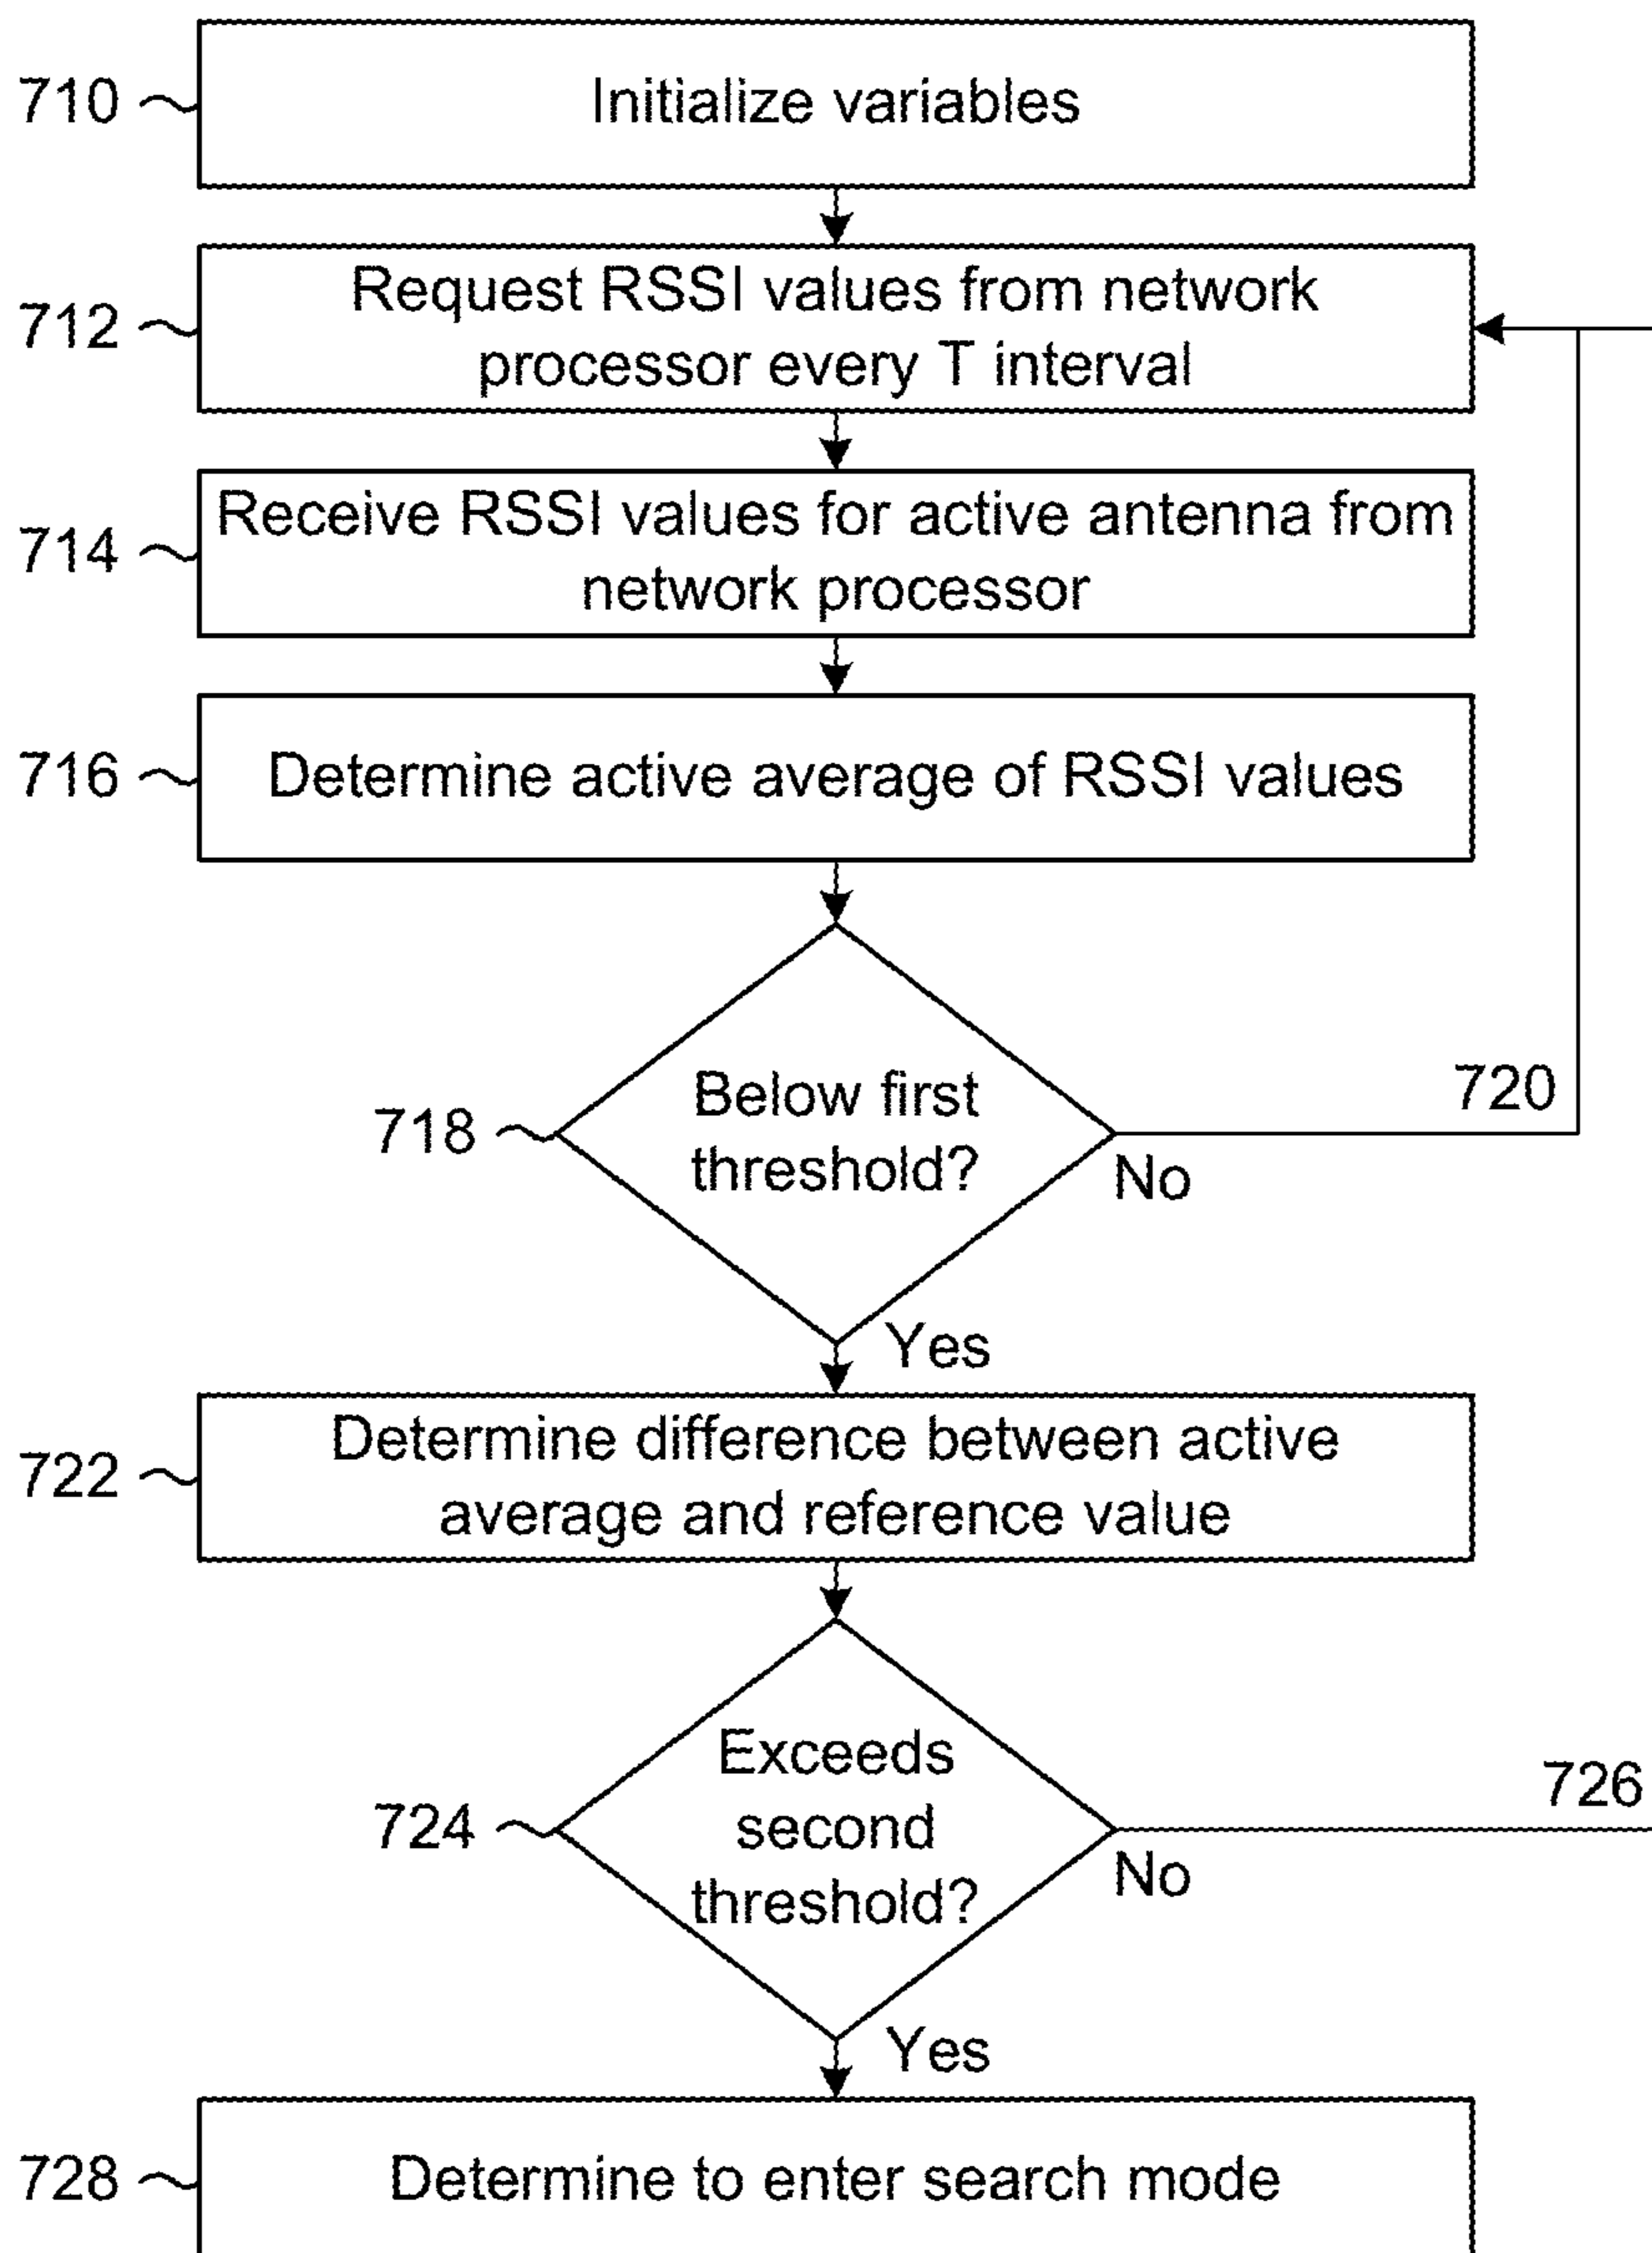 710
Initialize variables
712
Request RSSI values from network
processor every T interval
714
Receive RSSI values for active antenna from
network processor
716
Determine active average of RSSI values
718
Below first
threshold?
720
No
Yes
722
Determine difference between active
average and reference value
724
Exceeds
second
threshold?
726
No
Yes
728
Determine to enter search mode